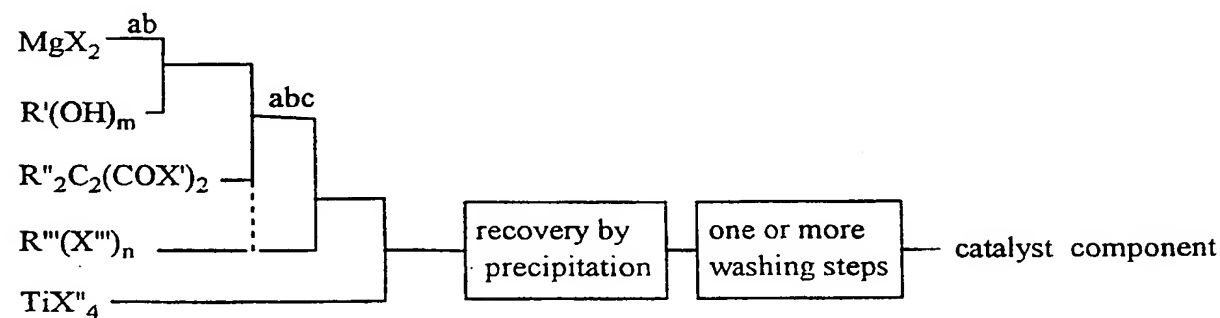 MgX₂
ab
R'(OH)ₘ
abc
R"₂C₂(COX')₂
R'''(X''')ₙ
TiX"₄
recovery by
precipitation
one or more
washing steps
catalyst component